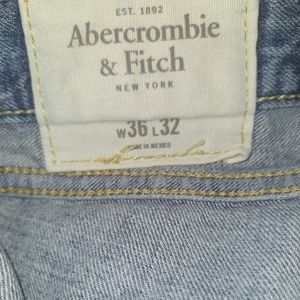 EST. 1892
Abercrombie
& Fitch
NEW YORK
W36 L32
MADE IN MEXICO